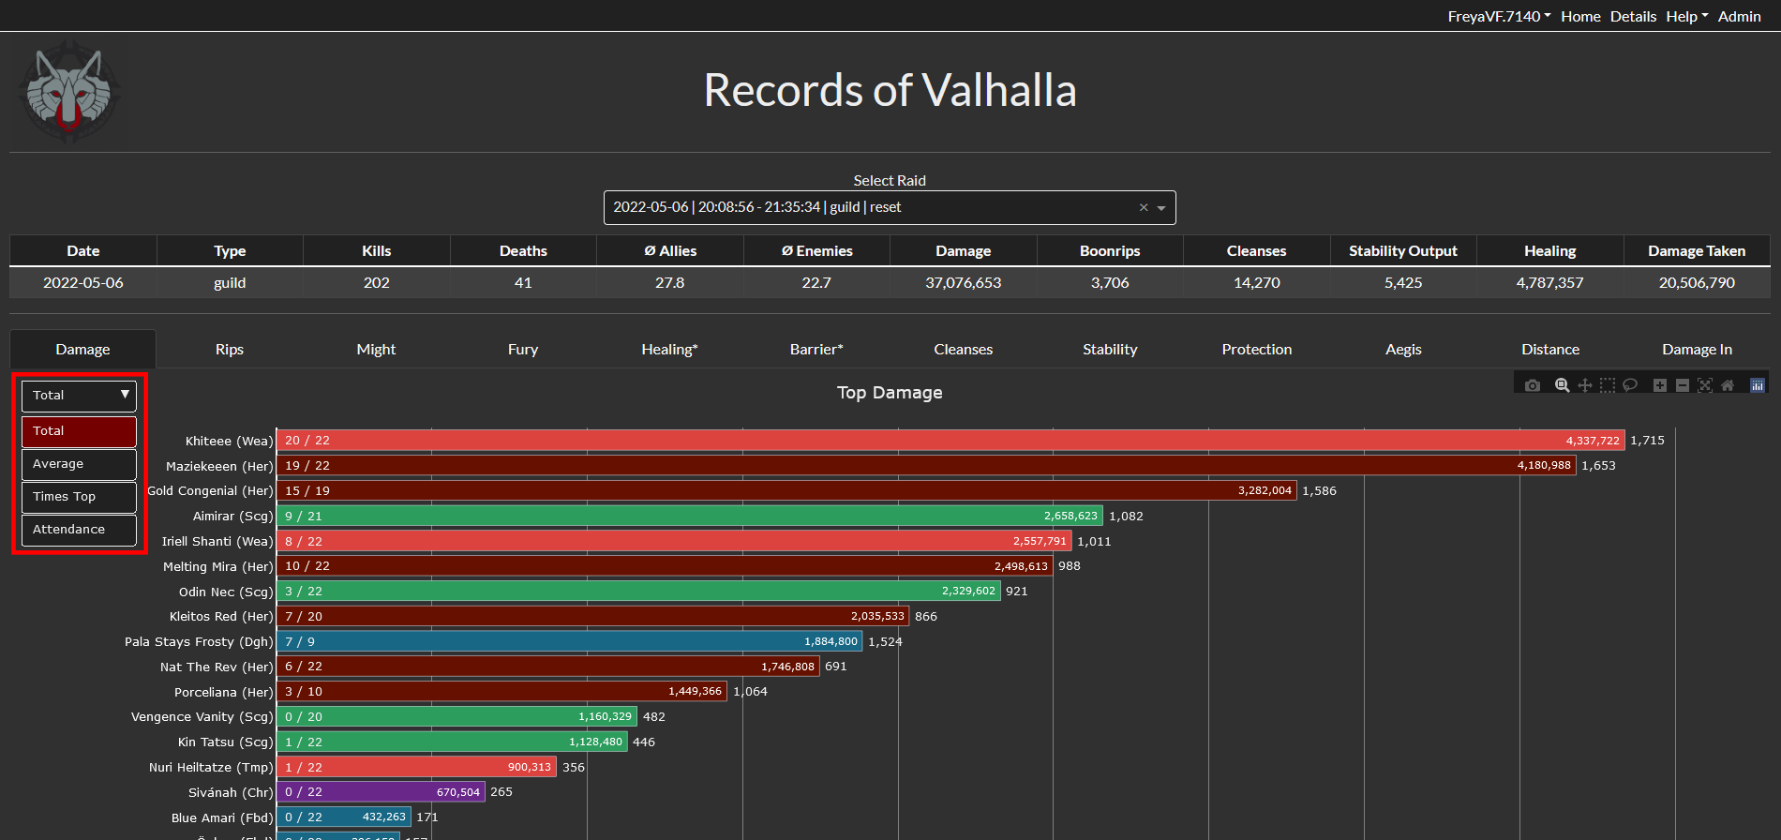 FreyaVF.7140 Home Details Help Admin
Records of Valhalla
Select Raid
2022-05-06 | 20:08:56 - 21:35:34 | guild | reset ×
Date Type Kills Deaths Ø Allies Ø Enemies Damage Boonrips Cleanses Stability Output Healing Damage Taken
2022-05-06 guild 202 41 27.8 22.7 37,076,653 3,706 14,270 5,425 4,787,357 20,506,790
Damage Rips Might Fury Healing* Barrier* Cleanses Stability Protection Aegis Distance Damage In
Total ▼
Total
Average
Times Top
Attendance
Top Damage
Khiteee (Wea) 20 / 22 4,337,722 1,715
Maziekeeen (Her) 19 / 22 4,180,988 1,653
Gold Congenial (Her) 15 / 19 3,282,004 1,586
Aimirar (Scg) 9 / 21 2,658,623 1,082
Iriell Shanti (Wea) 8 / 22 2,557,791 1,011
Melting Mira (Her) 10 / 22 2,498,613 988
Odin Nec (Scg) 3 / 22 2,329,602 921
Kleitos Red (Her) 7 / 20 2,035,533 866
Pala Stays Frosty (Dgh) 7 / 9 1,884,800 1,524
Nat The Rev (Her) 6 / 22 1,746,808 691
Porceliana (Her) 3 / 10 1,449,366 1,064
Vengence Vanity (Scg) 0 / 20 1,160,329 482
Kin Tatsu (Scg) 1 / 22 1,128,480 446
Nuri Heiltatze (Tmp) 1 / 22 900,313 356
Sivánah (Chr) 0 / 22 670,504 265
Blue Amari (Fbd) 0 / 22 432,263 171